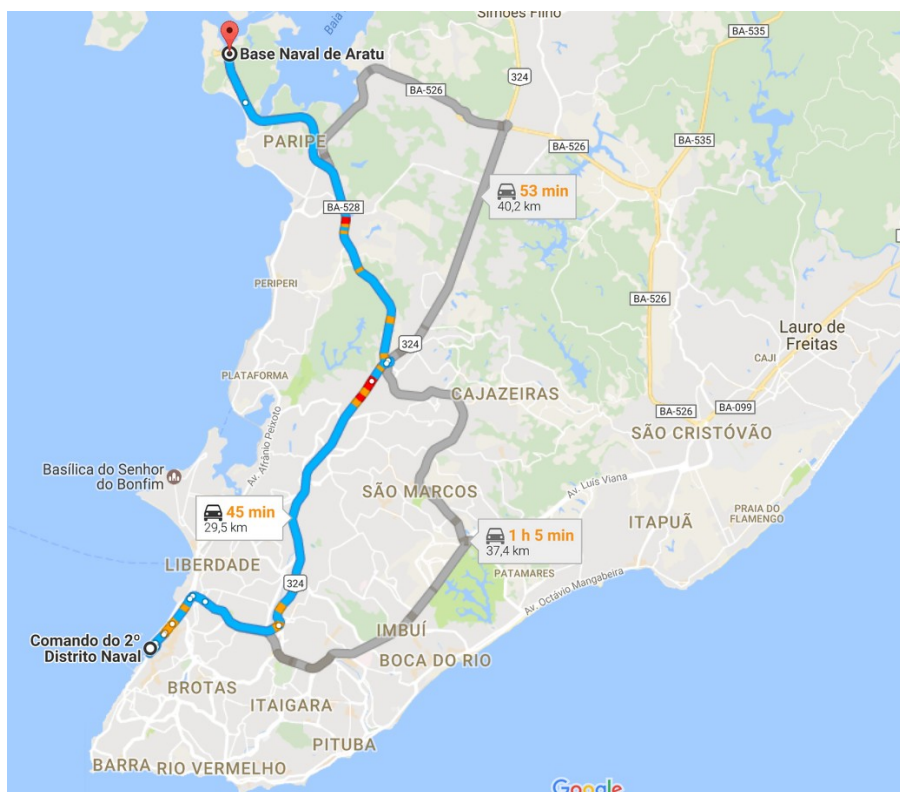 Simões Filho
Baía
BA-535
Base Naval de Aratu
324
BA-526
PARIPE
BA-526
BA-535
53 min
40,2 km
BA-528
PERIPERI
BA-526
Lauro de
Freitas
324
CAJI
PLATAFORMA
CAJAZEIRAS
BA-526
BA-099
Av. Afrânio Peixoto
SÃO CRISTÓVÃO
Basílica do Senhor
do Bonfim
SÃO MARCOS
Av. Luís Viana
45 min
29,5 km
ITAPUÃ
PRAIA DO
FLAMENGO
1 h 5 min
37,4 km
LIBERDADE
PATAMARES
324
Av. Octávio Mangabeira
IMBUÍ
Comando do 2º
Distrito Naval
BOCA DO RIO
BROTAS
ITAIGARA
PITUBA
BARRA
RIO VERMELHO
Google